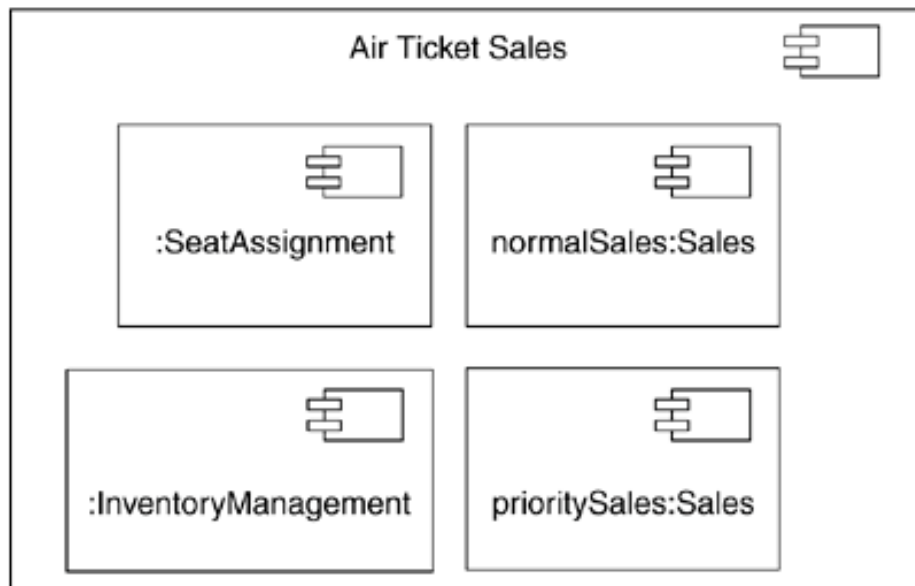 Air Ticket Sales
:SeatAssignment
normalSales:Sales
:InventoryManagement
prioritySales:Sales